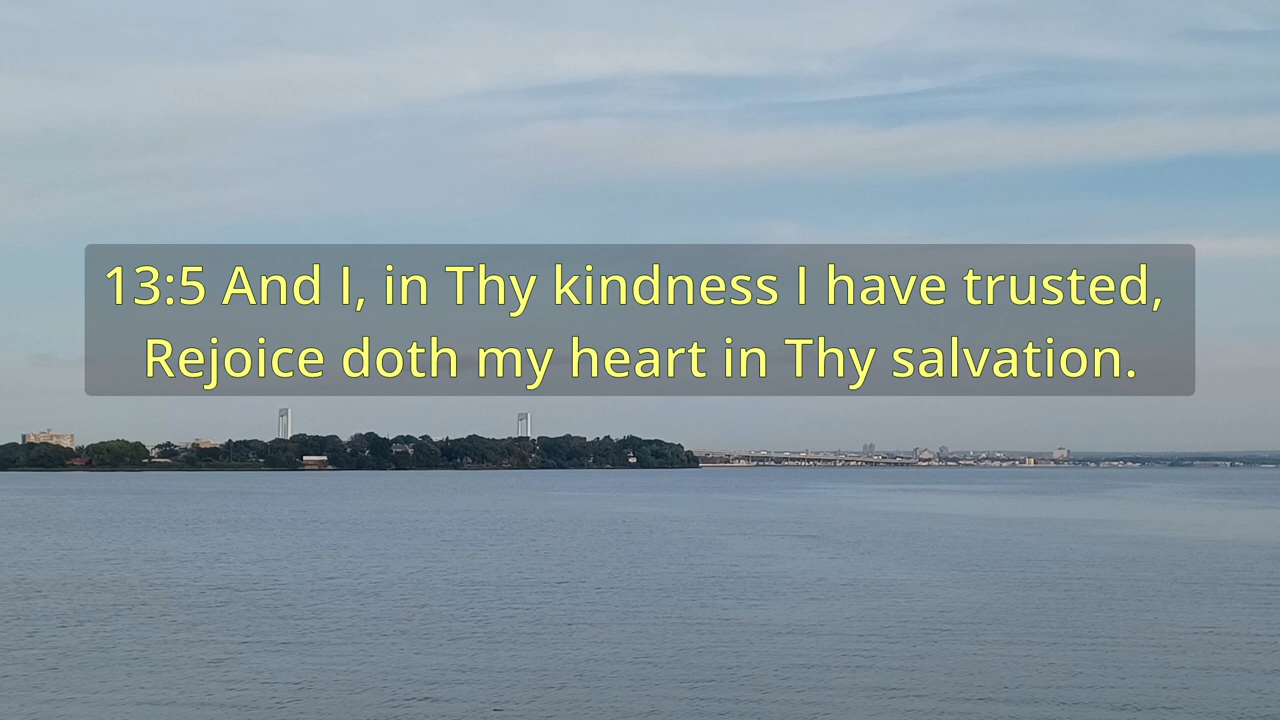 13:5 And I, in Thy kindness I have trusted,
Rejoice doth my heart in Thy salvation.